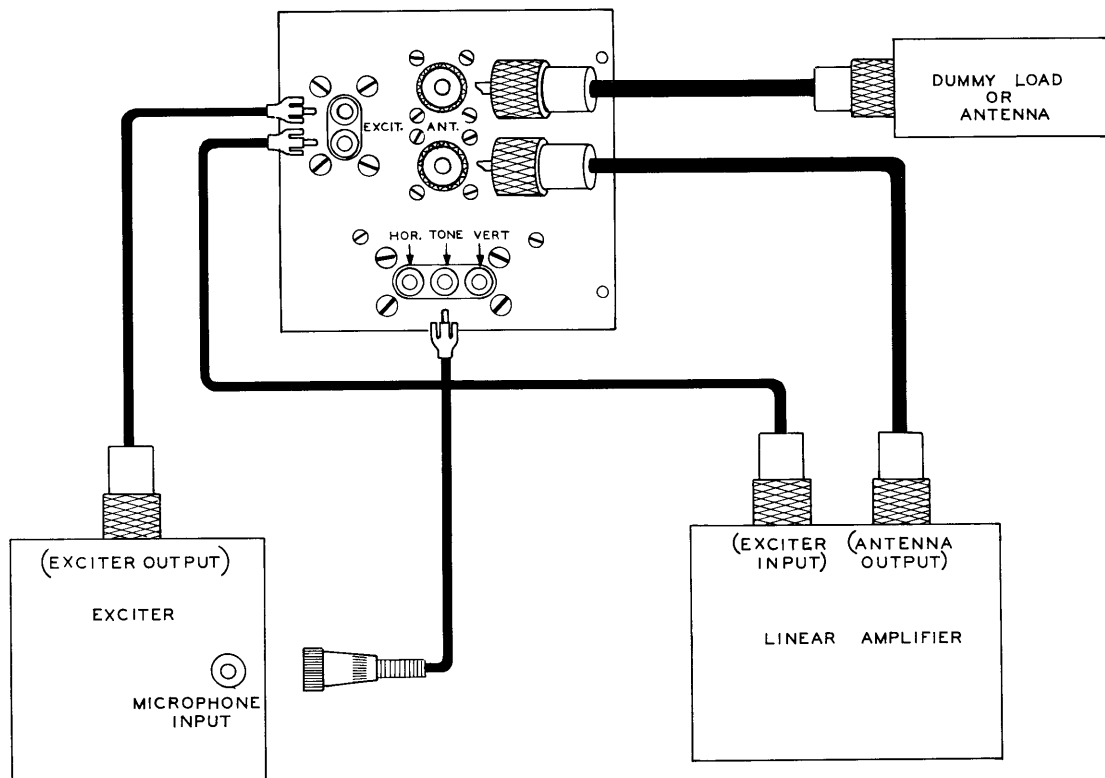 DUMMY LOAD
OR
ANTENNA
EXCIT.
ANT.
HOR. TONE VERT
(EXCITER OUTPUT)
EXCITER
MICROPHONE
INPUT
(EXCITER
INPUT)
(ANTENNA
OUTPUT)
LINEAR AMPLIFIER